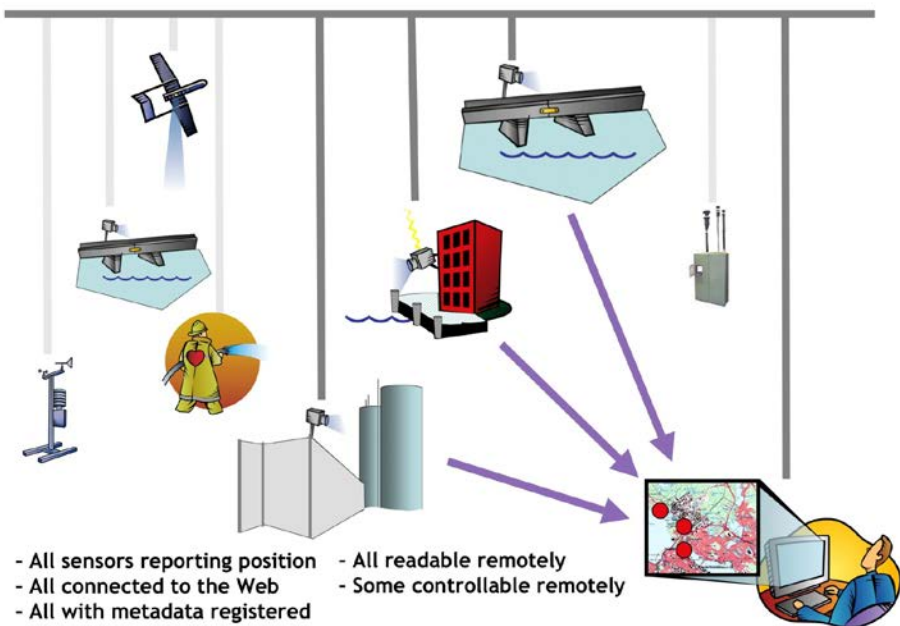 - All sensors reporting position
- All connected to the Web
- All with metadata registered
- All readable remotely
- Some controllable remotely